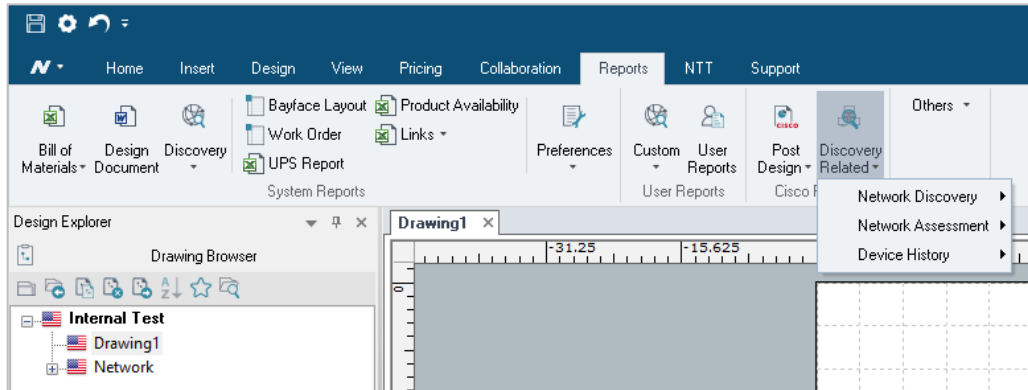 Home Insert Design View Pricing Collaboration Reports NTT Support
Bayface Layout Product Availability Others
Work Order Links
Bill of Materials Design Document Discovery UPS Report Preferences Custom User Reports CISCO Post Design Discovery Related
System Reports User Reports Cisco
Network Discovery
Network Assessment
Device History
Design Explorer Drawing1
Drawing Browser -31.25 -15.625
0
Internal Test
Drawing1
Network